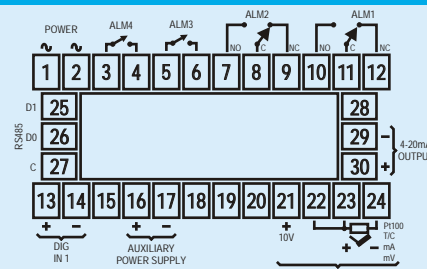 POWER ALM4 ALM3 ALM2 ALM1
NO C NC NO C NC
1 2 3 4 5 6 7 8 9 10 11 12
D1 25 28
RS485 D0 26 29 −
C 27 30 +
4-20mA
OUTPUT
13 14 15 16 17 18 19 20 21 22 23 24
+ − + − +
10V
DIG
IN 1
AUXILIARY
POWER SUPPLY
Pt100
T/C
+ − mA
mV